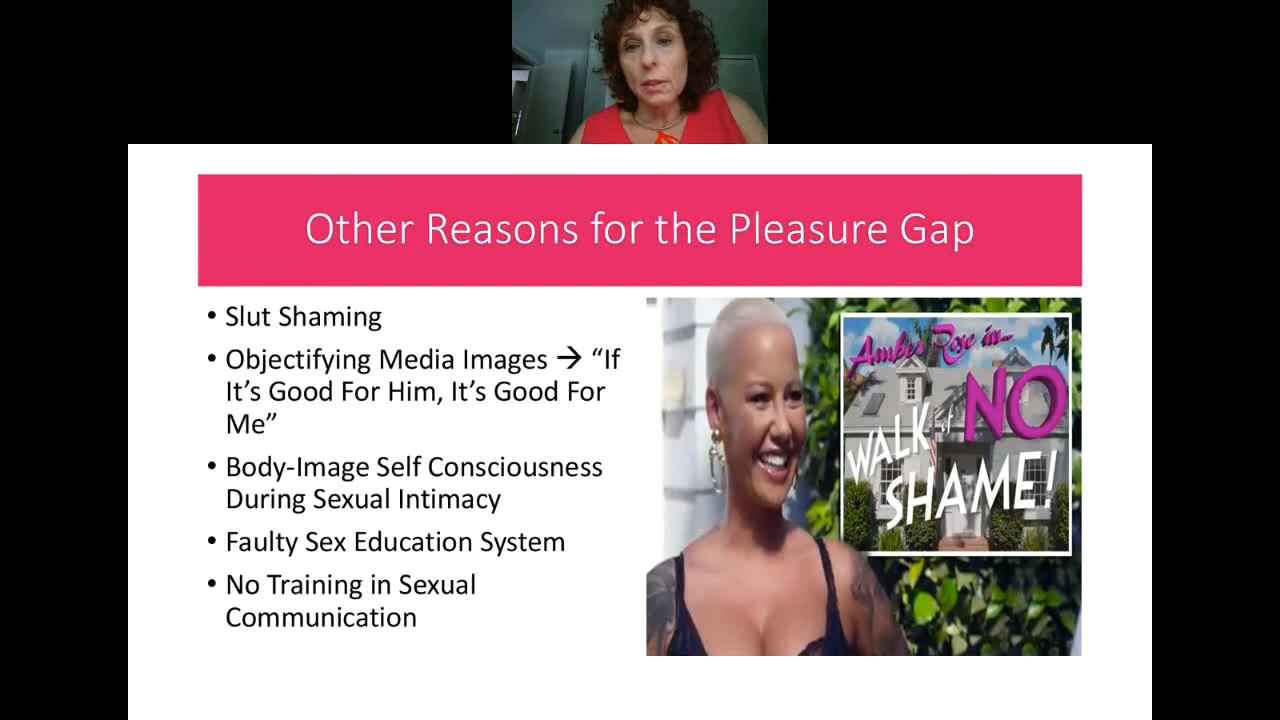 Other Reasons for the Pleasure Gap
• Slut Shaming
• Objectifying Media Images → “If
It’s Good For Him, It’s Good For
Me”
• Body-Image Self Consciousness
During Sexual Intimacy
• Faulty Sex Education System
• No Training in Sexual
Communication
Amber Rose in...
WALK of NO
SHAME!